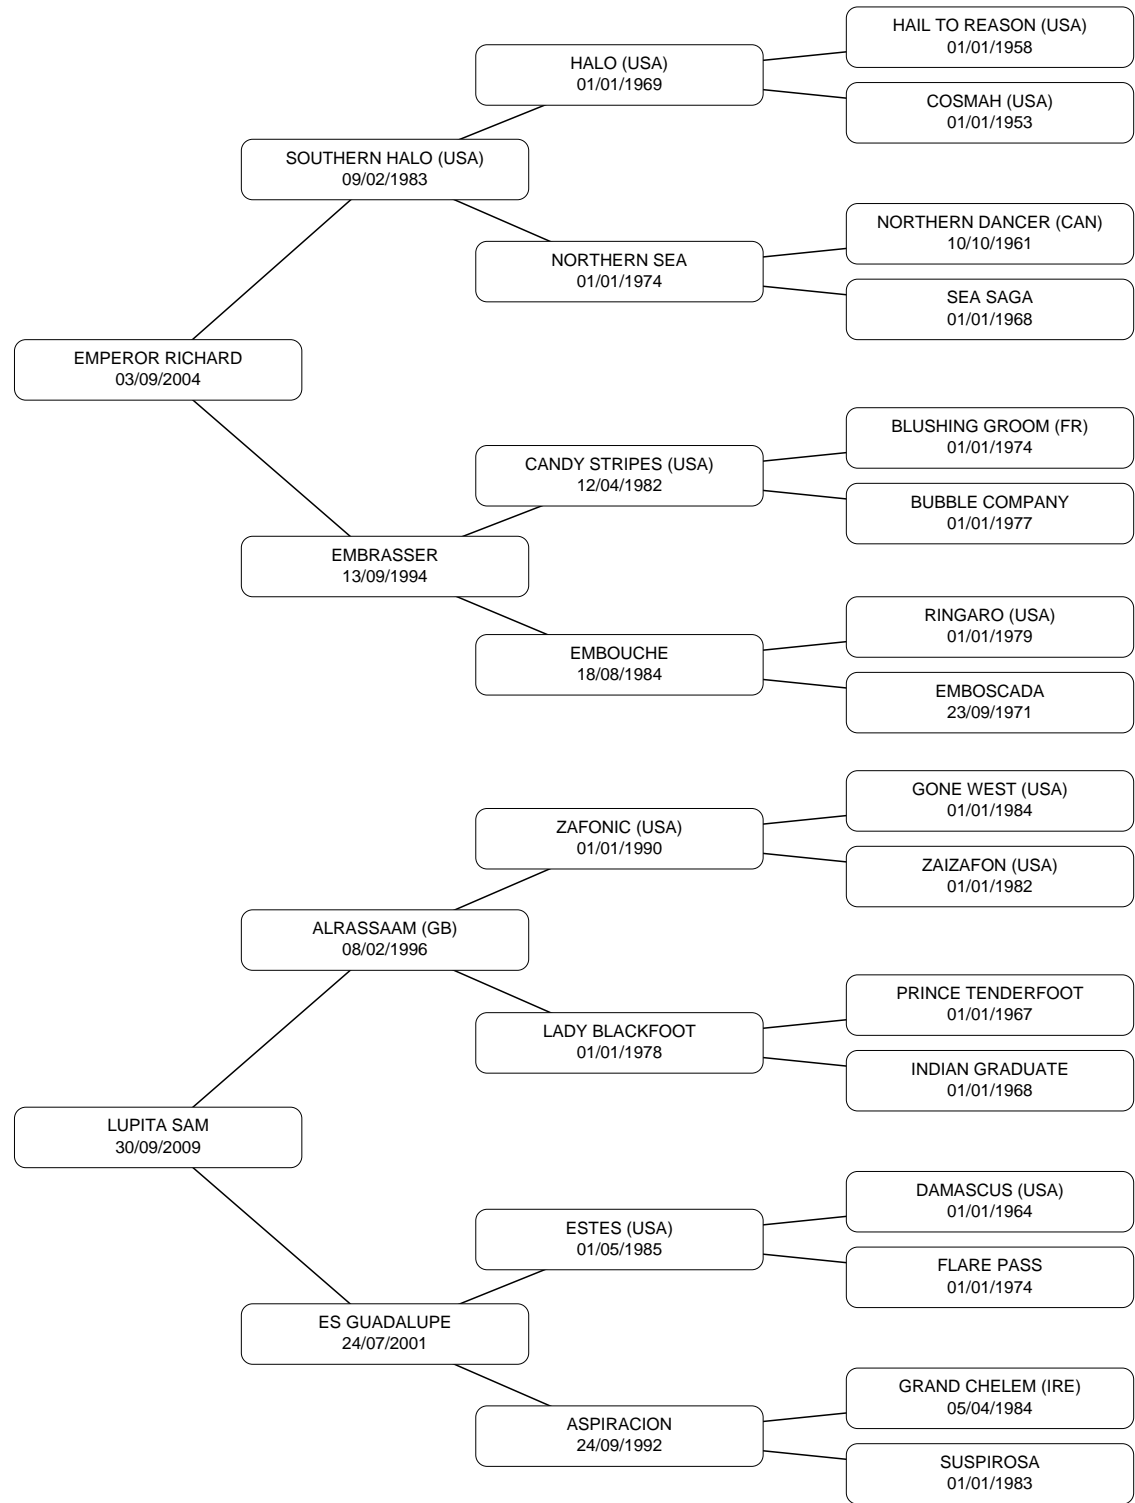 HAIL TO REASON (USA)
01/01/1958
HALO (USA)
01/01/1969
COSMAH (USA)
01/01/1953
SOUTHERN HALO (USA)
09/02/1983
NORTHERN DANCER (CAN)
10/10/1961
NORTHERN SEA
01/01/1974
SEA SAGA
01/01/1968
EMPEROR RICHARD
03/09/2004
BLUSHING GROOM (FR)
01/01/1974
CANDY STRIPES (USA)
12/04/1982
BUBBLE COMPANY
01/01/1977
EMBRASSER
13/09/1994
RINGARO (USA)
01/01/1979
EMBOUCHE
18/08/1984
EMBOSCADA
23/09/1971
GONE WEST (USA)
01/01/1984
ZAFONIC (USA)
01/01/1990
ZAIZAFON (USA)
01/01/1982
ALRASSAAM (GB)
08/02/1996
PRINCE TENDERFOOT
01/01/1967
LADY BLACKFOOT
01/01/1978
INDIAN GRADUATE
01/01/1968
LUPITA SAM
30/09/2009
DAMASCUS (USA)
01/01/1964
ESTES (USA)
01/05/1985
FLARE PASS
01/01/1974
ES GUADALUPE
24/07/2001
GRAND CHELEM (IRE)
05/04/1984
ASPIRACION
24/09/1992
SUSPIROSA
01/01/1983